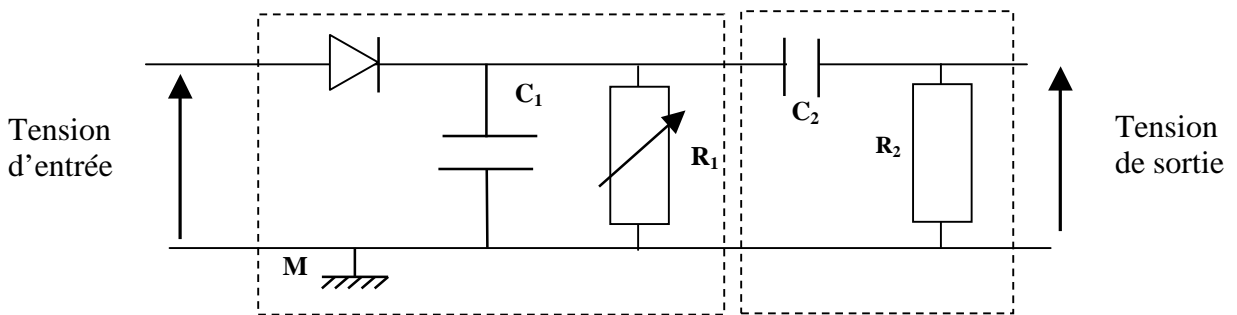 Tension
d’entrée
C₁
R₁
M
C₂
R₂
Tension
de sortie